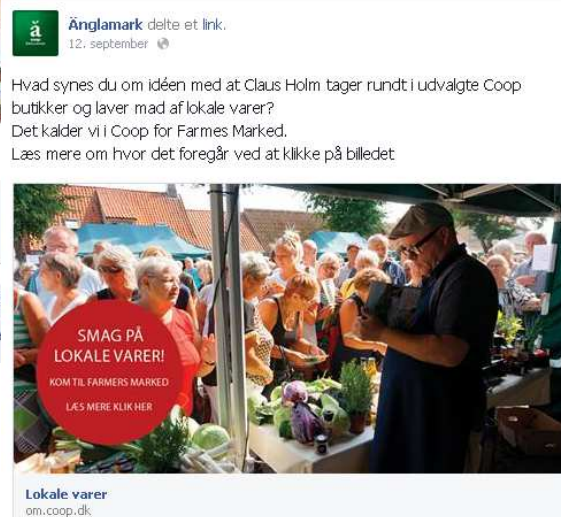 ă
coop
Änglamark delte et link.
12. september
Hvad synes du om idéen med at Claus Holm tager rundt i udvalgte Coop
butikker og laver mad af lokale varer?
Det kalder vi i Coop for Farmes Marked.
Læs mere om hvor det foregår ved at klikke på billedet
SMAG PÅ
LOKALE VARER!
KOM TIL FARMERS MARKED
LÆS MERE KLIK HER
Lokale varer
om.coop.dk